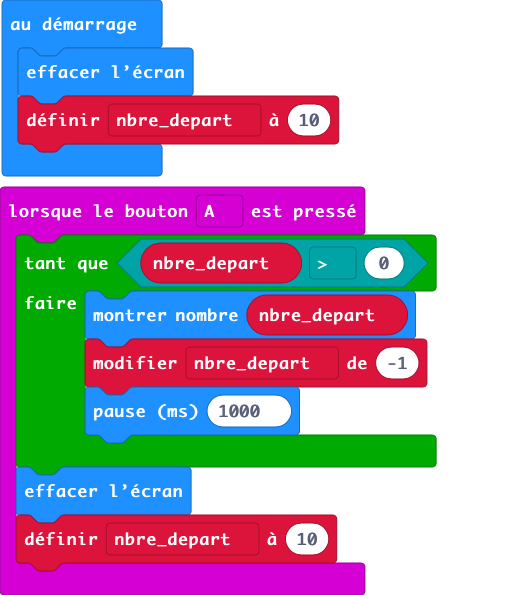 au démarrage
effacer l’écran
définir nbre_depart à 10
lorsque le bouton A est pressé
tant que nbre_depart > 0
faire
montrer nombre nbre_depart
modifier nbre_depart de -1
pause (ms) 1000
effacer l’écran
définir nbre_depart à 10